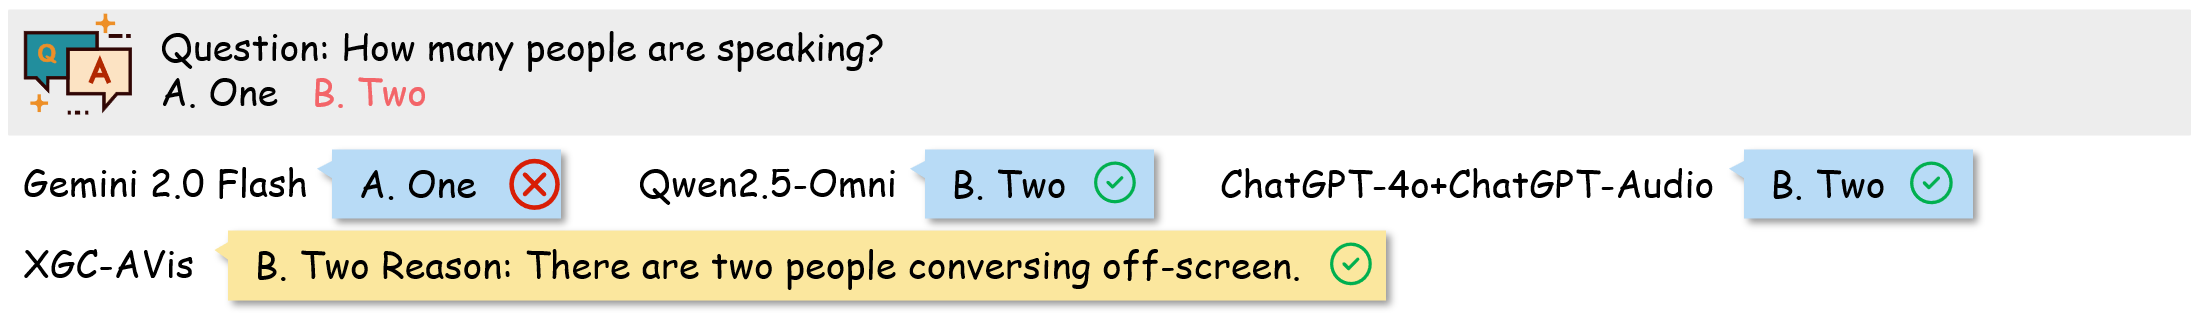 Q A
Question: How many people are speaking?
A. One B. Two
Gemini 2.0 Flash A. One Qwen2.5-Omni B. Two ChatGPT-4o+ChatGPT-Audio B. Two
XGC-AVis B. Two Reason: There are two people conversing off-screen.